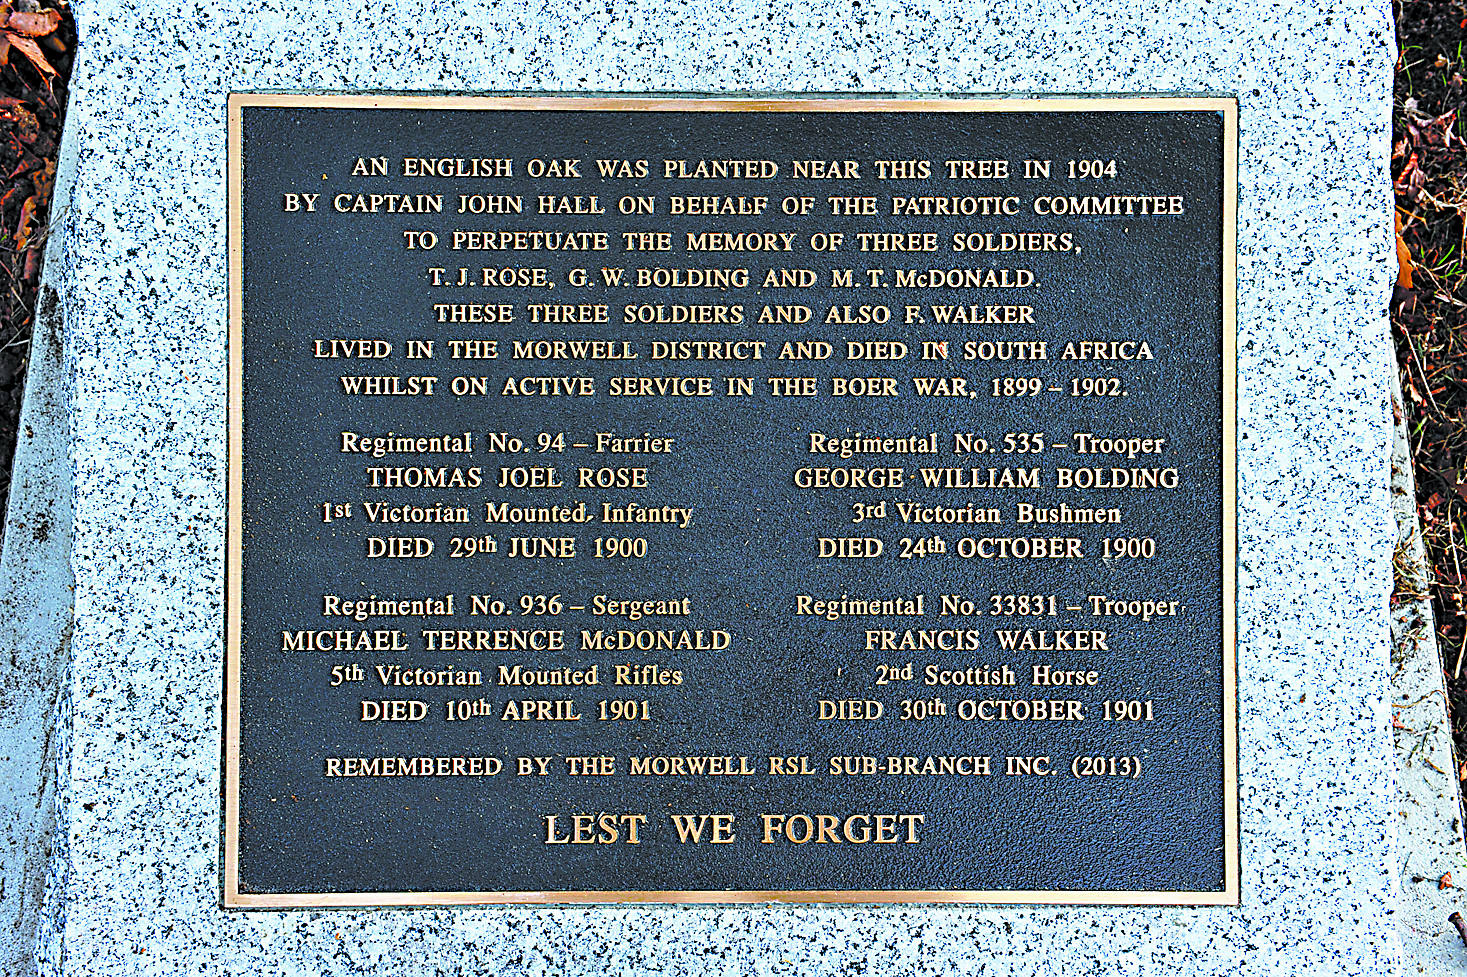 AN ENGLISH OAK WAS PLANTED NEAR THIS TREE IN 1904
BY CAPTAIN JOHN HALL ON BEHALF OF THE PATRIOTIC COMMITTEE
TO PERPETUATE THE MEMORY OF THREE SOLDIERS,
T. J. ROSE, G. W. BOLDING AND M. T. McDONALD.
THESE THREE SOLDIERS AND ALSO F. WALKER
LIVED IN THE MORWELL DISTRICT AND DIED IN SOUTH AFRICA
WHILST ON ACTIVE SERVICE IN THE BOER WAR, 1899 – 1902.
Regimental No. 94 – Farrier
THOMAS JOEL ROSE
1st Victorian Mounted Infantry
DIED 29th JUNE 1900
Regimental No. 535 – Trooper
GEORGE WILLIAM BOLDING
3rd Victorian Bushmen
DIED 24th OCTOBER 1900
Regimental No. 936 – Sergeant
MICHAEL TERRENCE McDONALD
5th Victorian Mounted Rifles
DIED 10th APRIL 1901
Regimental No. 33831 – Trooper
FRANCIS WALKER
2nd Scottish Horse
DIED 30th OCTOBER 1901
REMEMBERED BY THE MORWELL RSL SUB-BRANCH INC. (2013)
LEST WE FORGET